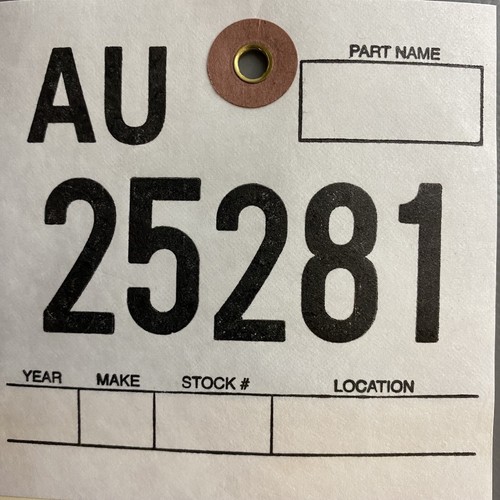 AU
PART NAME
25281
YEAR MAKE STOCK # LOCATION